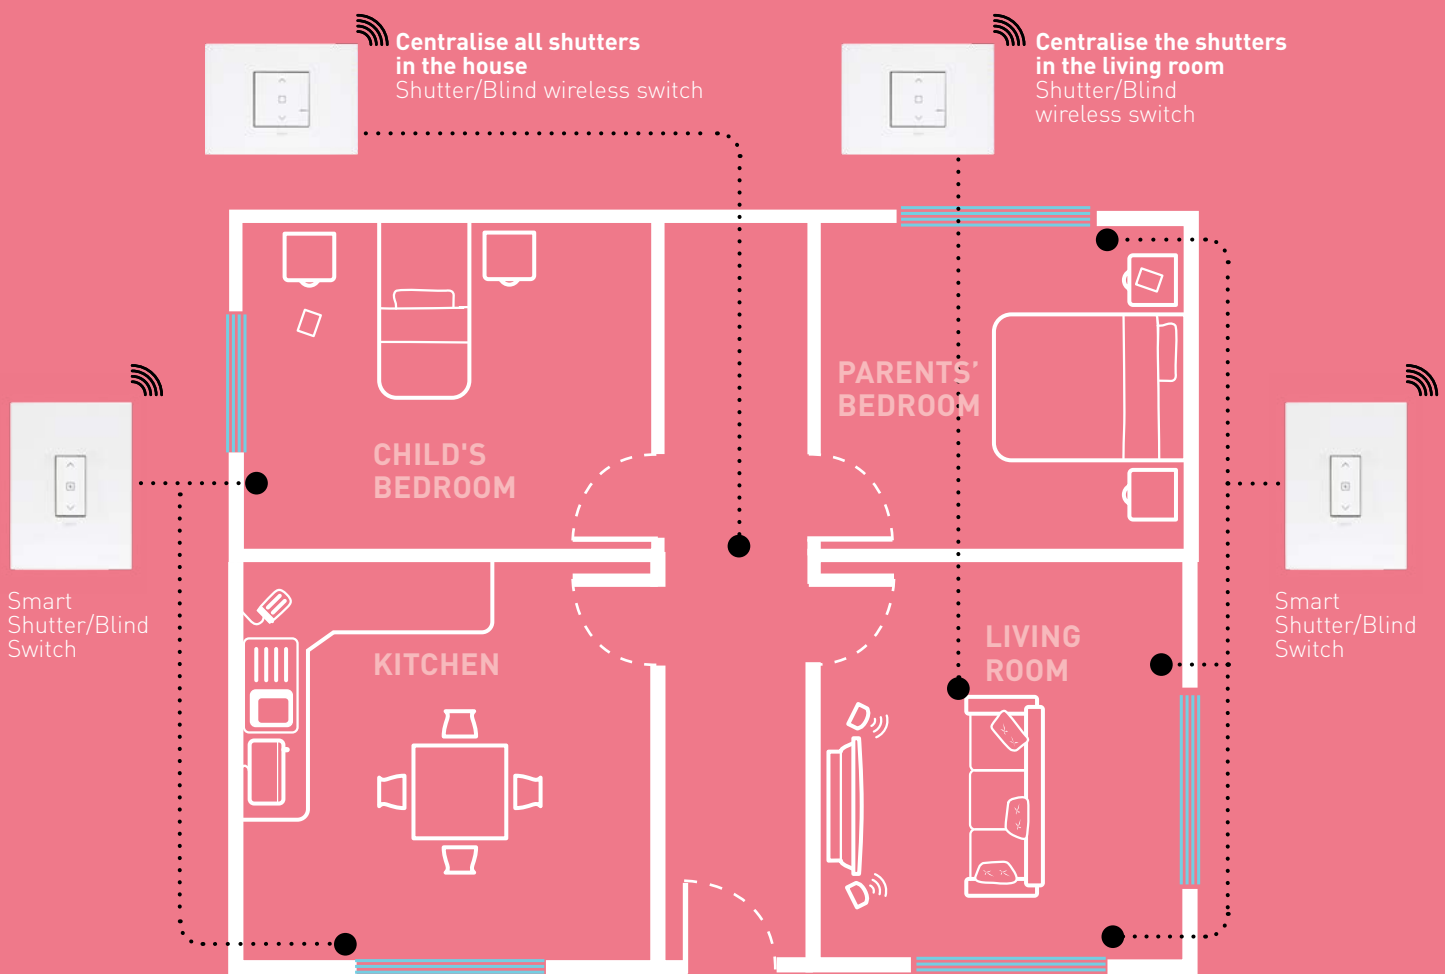 Centralise all shutters
in the house
Shutter/Blind wireless switch
Centralise the shutters
in the living room
Shutter/Blind
wireless switch
PARENTS’
BEDROOM
CHILD'S
BEDROOM
Smart
Shutter/Blind
Switch
Smart
Shutter/Blind
Switch
KITCHEN
LIVING
ROOM